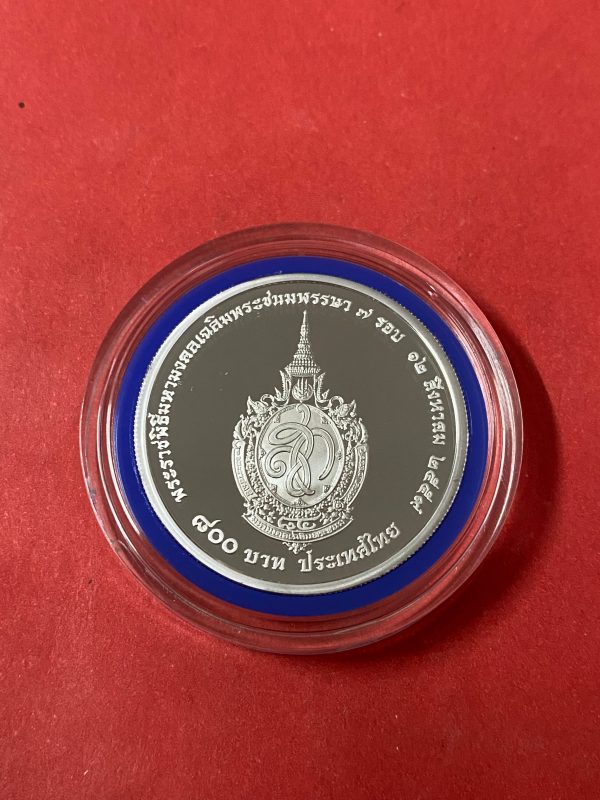 พระราชพิธีมหามงคลเฉลิมพระชนมพรรษา ๗ รอบ ๑๒ สิงหาคม ๒๕๕๙
๘๐๐ บาท ประเทศไทย